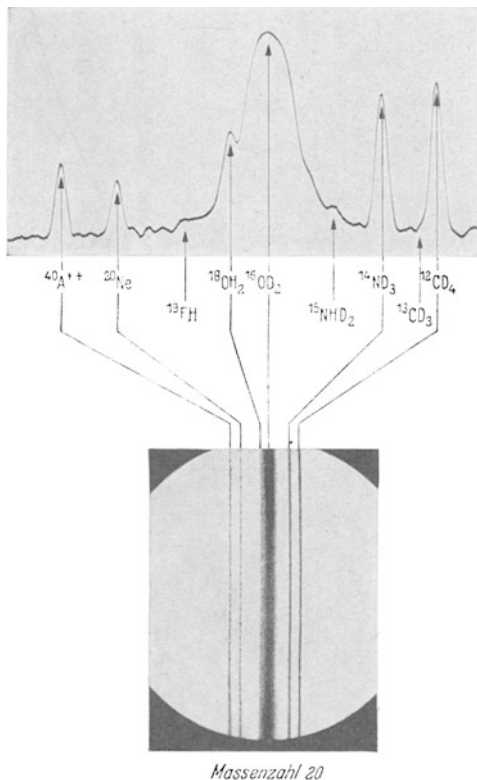 ⁴⁰A⁺⁺ ²⁰Ne ¹⁸OH₂ ¹⁶OD₂ ¹⁴ND₃ ¹²CD₄
¹⁹FH ¹⁵NHD₂ ¹³CD₃
Massenzahl 20